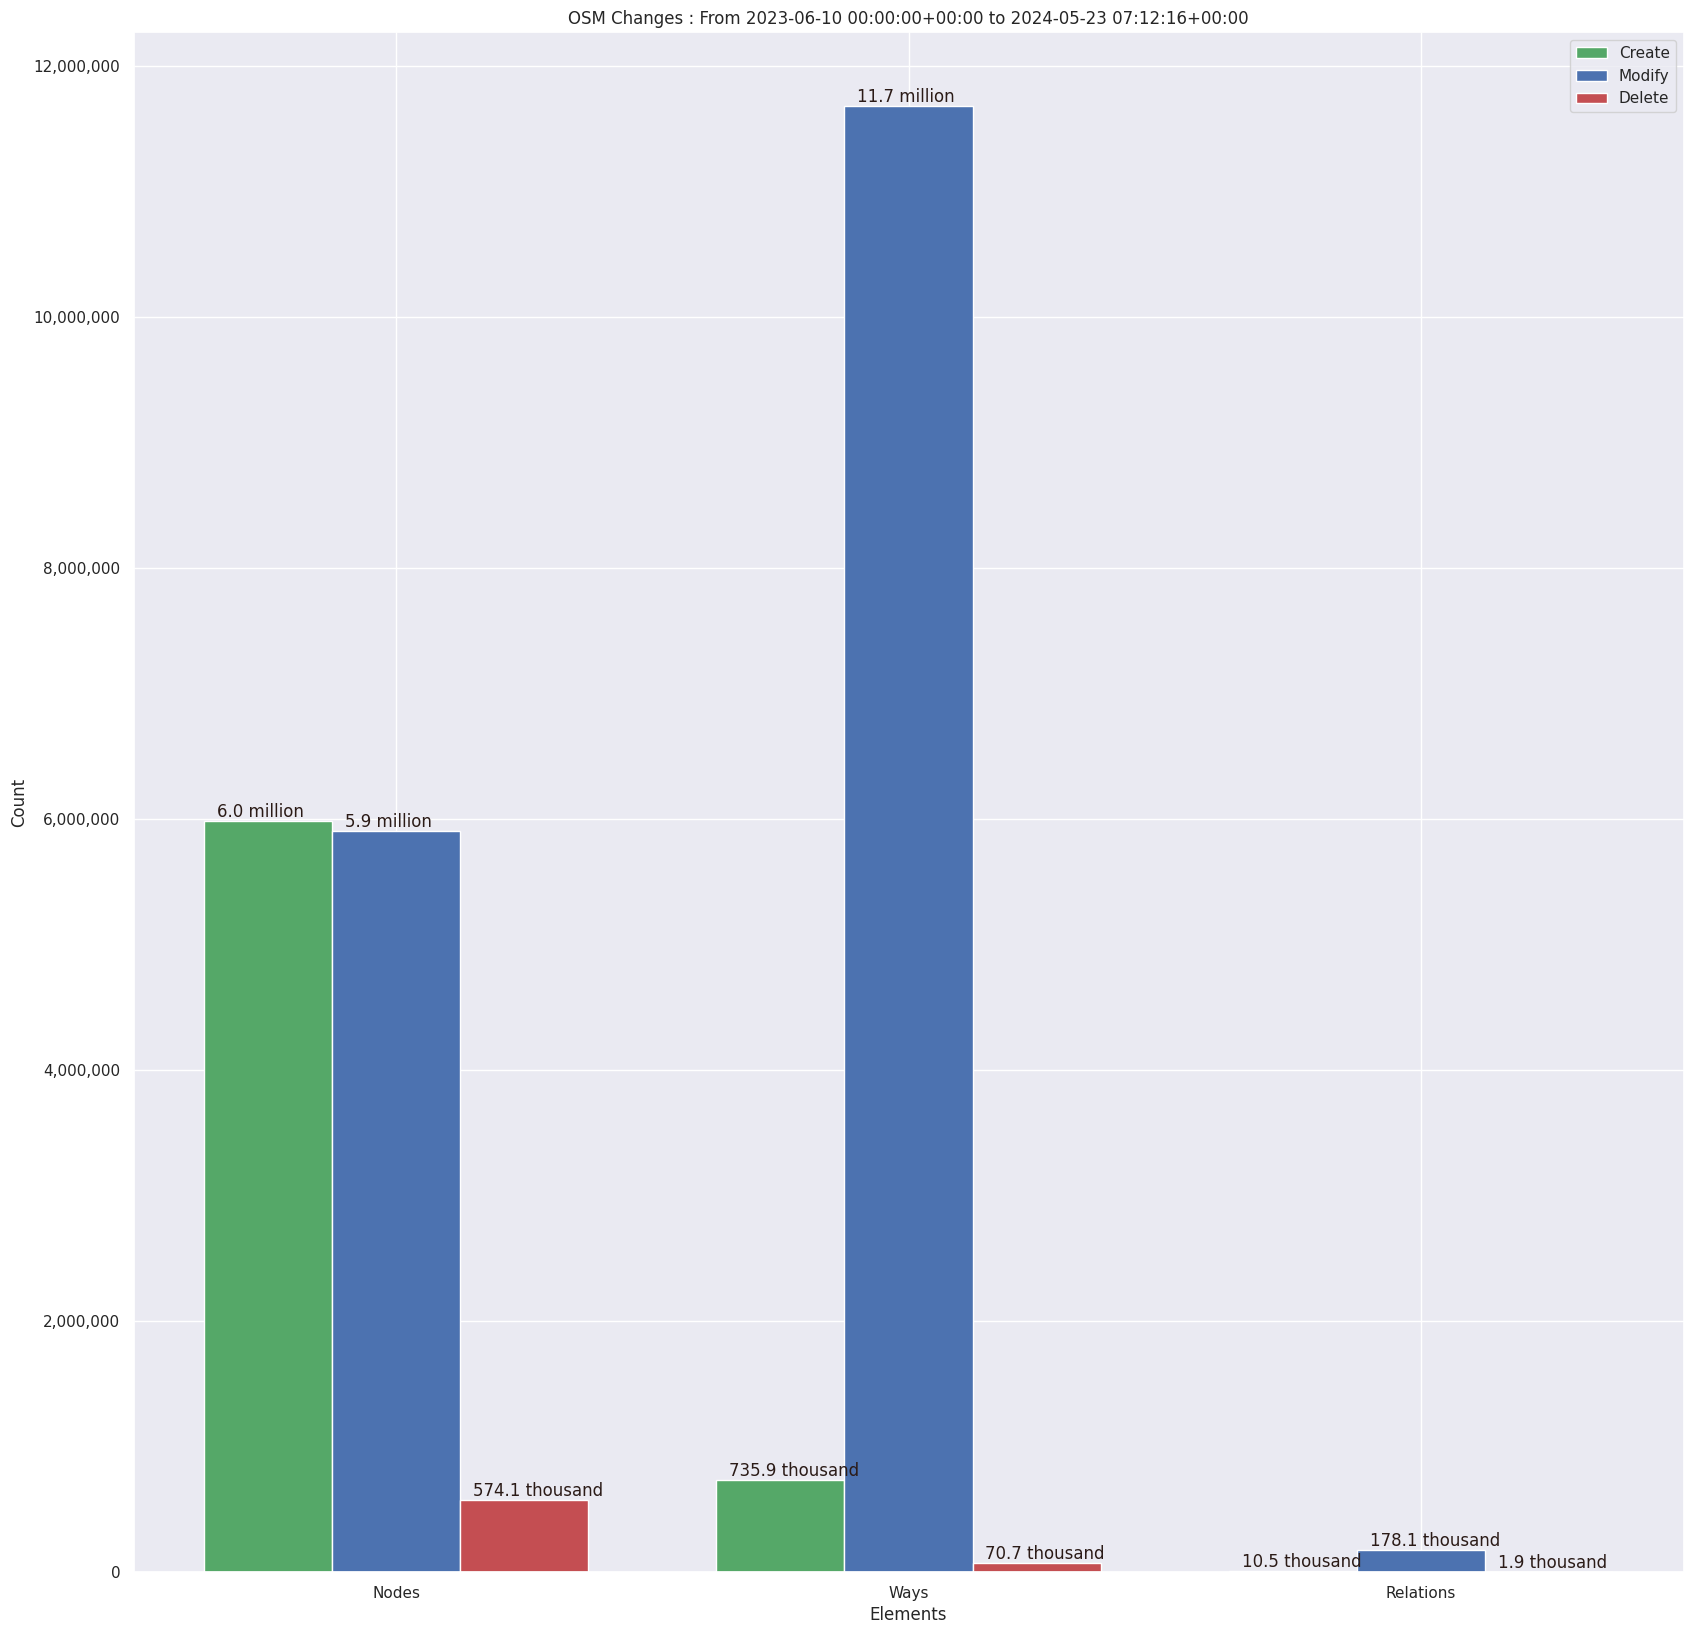 OSM Changes : From 2023-06-10 00:00:00+00:00 to 2024-05-23 07:12:16+00:00
Create
Modify
Delete
12,000,000
10,000,000
8,000,000
6,000,000
4,000,000
2,000,000
0
Count
11.7 million
6.0 million
5.9 million
574.1 thousand
735.9 thousand
70.7 thousand
10.5 thousand
178.1 thousand
1.9 thousand
Nodes
Ways
Relations
Elements